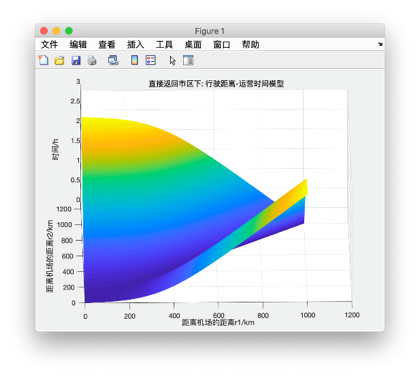 Figure 1
文件 编辑 查看 插入 工具 桌面 窗口 帮助
直接返回市区下: 行驶距离-运营时间模型
3
2.5
2
1.5
1
0.5
0
时间/h
1200
1000
800
600
400
200
0
距离机场的距离r2/km
0 200 400 600 800 1000 1200
距离机场的距离r1/km